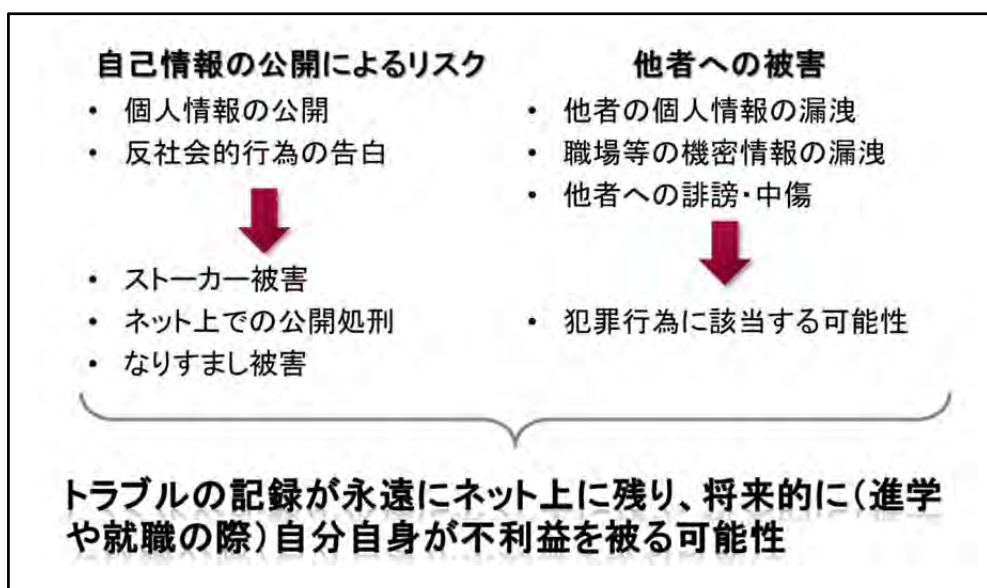 自己情報の公開によるリスク
• 個人情報の公開
• 反社会的行為の告白
• ストーカー被害
• ネット上での公開処刑
• なりすまし被害
他者への被害
• 他者の個人情報の漏洩
• 職場等の機密情報の漏洩
• 他者への誹謗・中傷
• 犯罪行為に該当する可能性
トラブルの記録が永遠にネット上に残り、将来的に(進学
や就職の際)自分自身が不利益を被る可能性